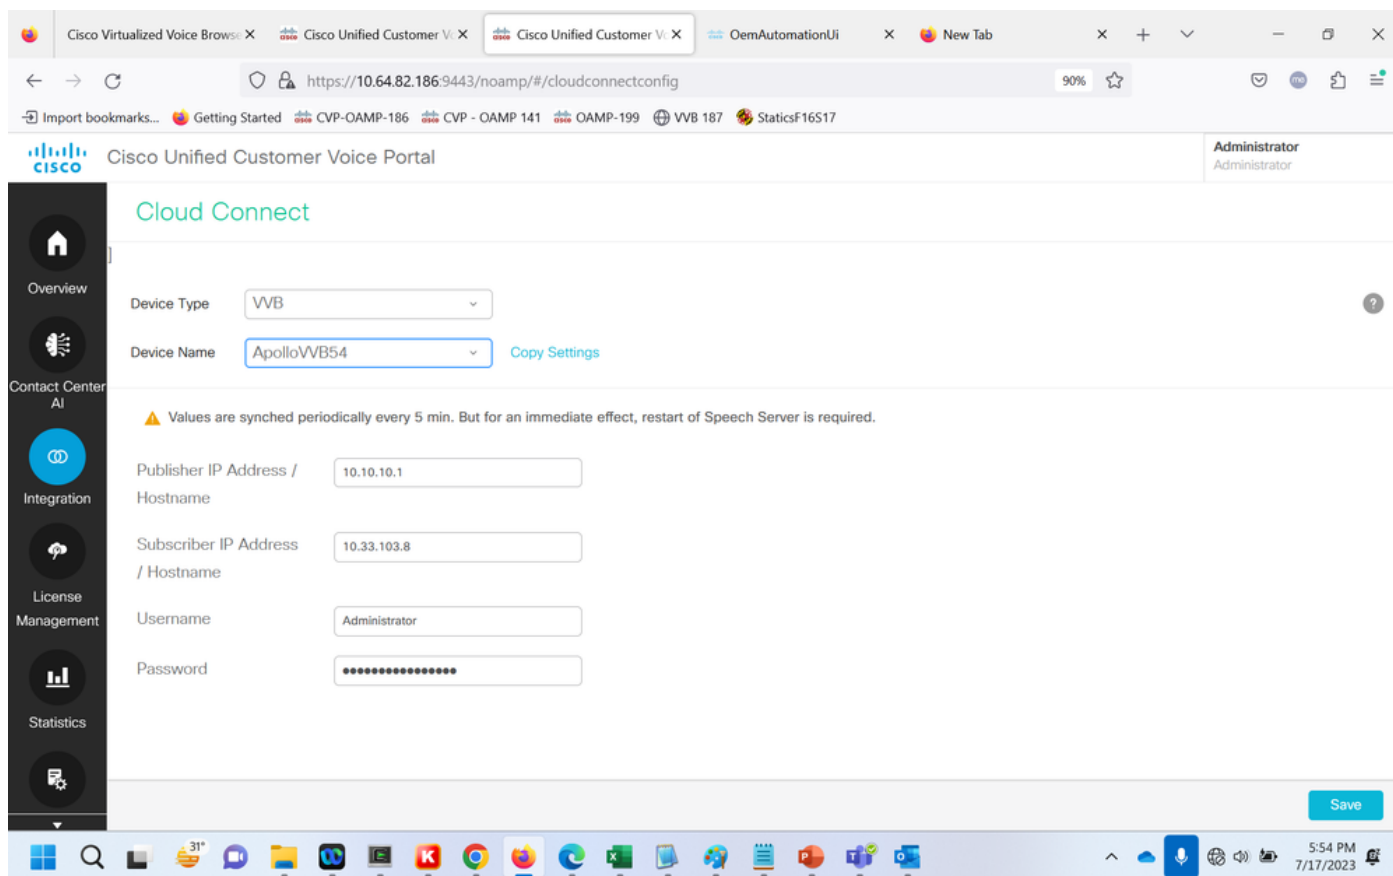 Cisco Virtualized Voice Browse
Cisco Unified Customer Vo
Cisco Unified Customer Vo
OemAutomationUi
New Tab
https://10.64.82.186:9443/noamp/#/cloudconnectconfig
90%
me
Import bookmarks...
Getting Started
CVP-OAMP-186
CVP - OAMP 141
OAMP-199
VVB 187
StaticsF16S17
CISCO
Cisco Unified Customer Voice Portal
Administrator
Administrator
Cloud Connect
]
Overview
Contact Center
AI
Integration
License
Management
Statistics
Device Type
VVB
?
Device Name
ApolloVVB54
Copy Settings
Values are synched periodically every 5 min. But for an immediate effect, restart of Speech Server is required.
Publisher IP Address /
Hostname
10.10.10.1
Subscriber IP Address
/ Hostname
10.33.103.8
Username
Administrator
Password
••••••••••••••••
Save
31°
5:54 PM
7/17/2023